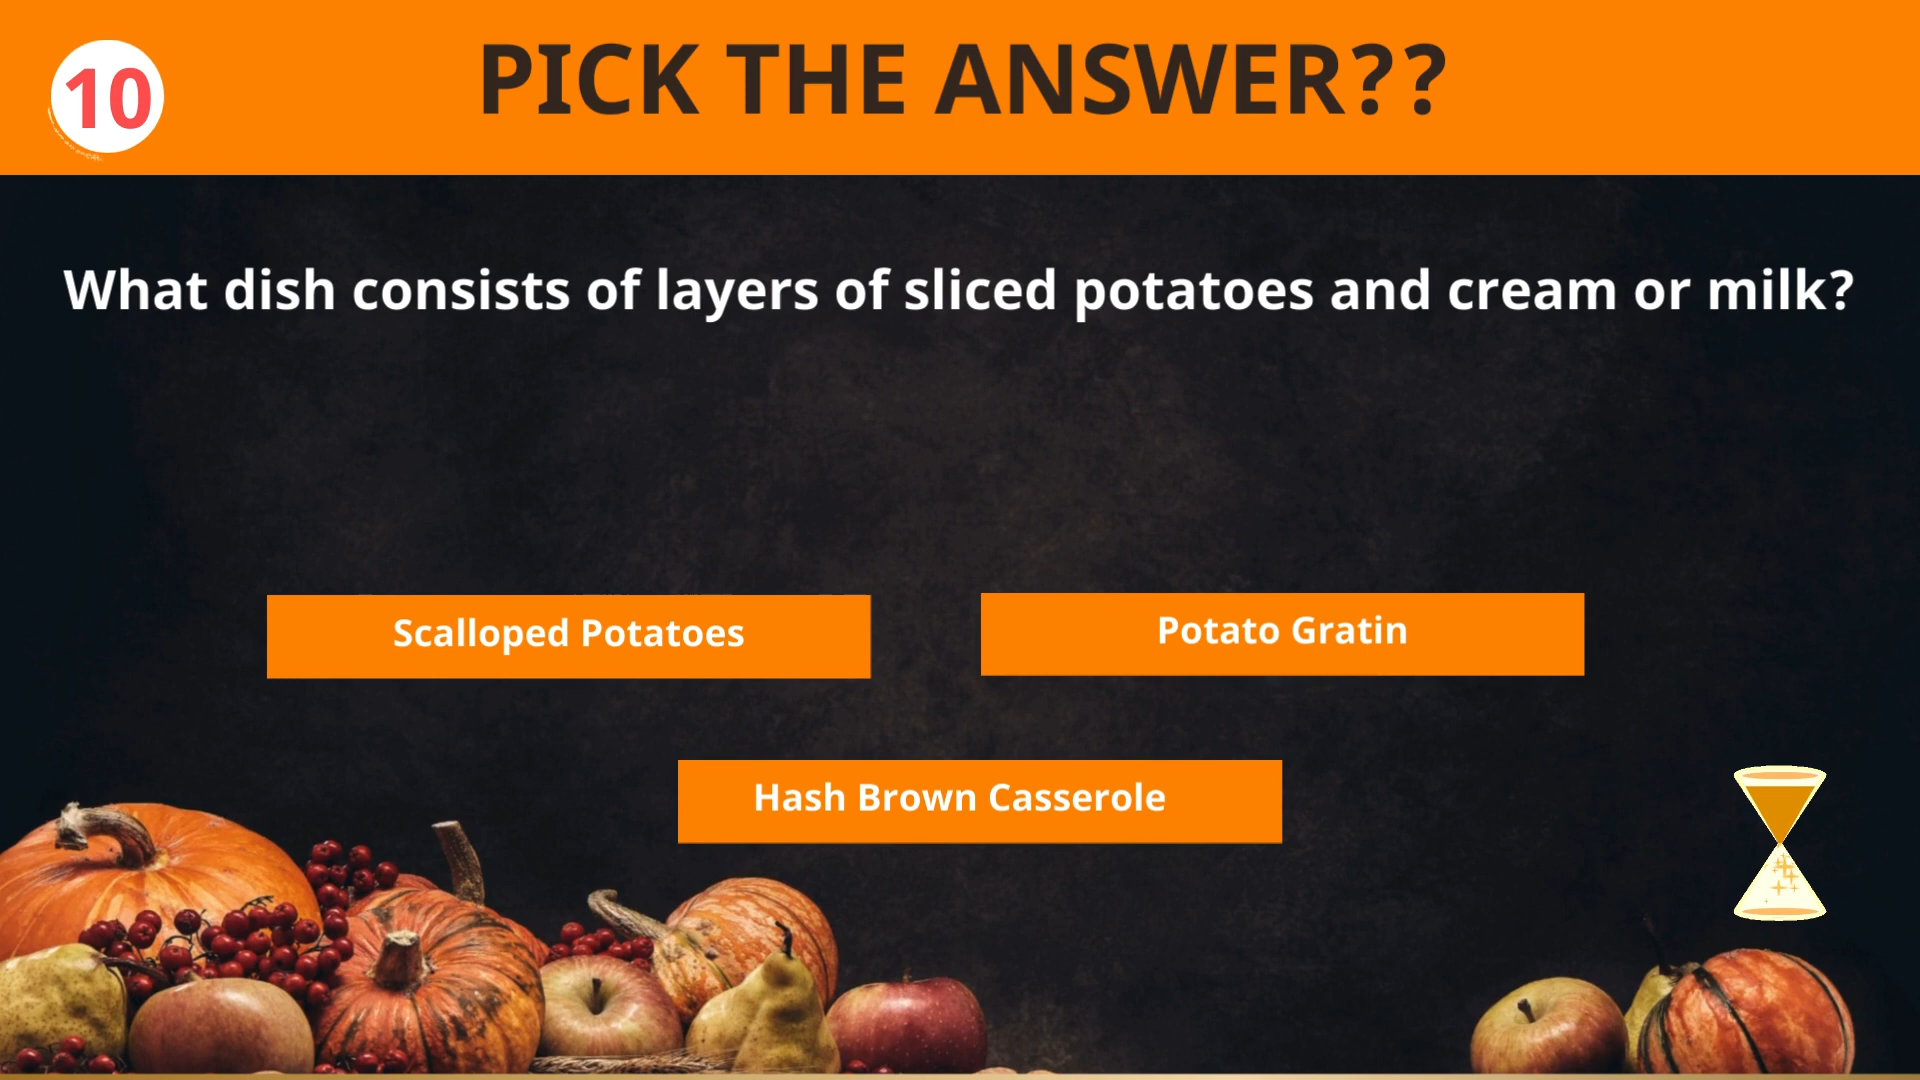 10
PICK THE ANSWER??
What dish consists of layers of sliced potatoes and cream or milk?
Scalloped Potatoes
Potato Gratin
Hash Brown Casserole